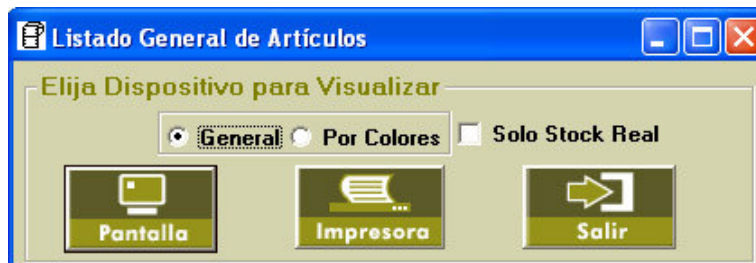 Listado General de Artículos
Elija Dispositivo para Visualizar
General Por Colores Solo Stock Real
Pantalla Impresora Salir